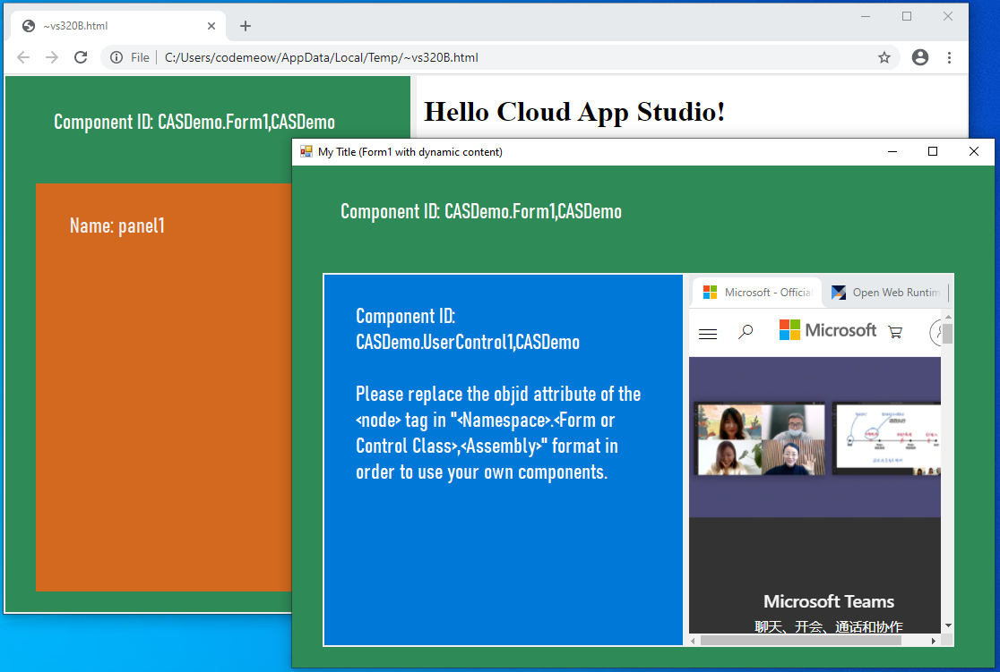 ~vs320B.html
File
C:/Users/codemeow/AppData/Local/Temp/~vs320B.html
Component ID: CASDemo.Form1,CASDemo
Hello Cloud App Studio!
Name: panel1
My Title (Form1 with dynamic content)
Component ID: CASDemo.Form1,CASDemo
Component ID:
CASDemo.UserControl1,CASDemo
Please replace the objid attribute of the
<node> tag in "<Namespace>.<Form or
Control Class>,<Assembly>" format in
order to use your own components.
Microsoft - Official
Open Web Runtim
Microsoft
Microsoft Teams
聊天、开会、通话和协作